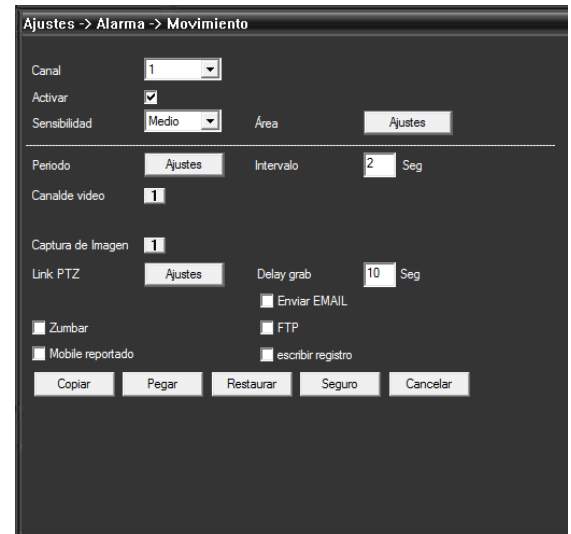 Ajustes -> Alarma -> Movimiento
Canal 1
Activar
Sensibilidad Medio Área Ajustes
Periodo Ajustes Intervalo 2 Seg
Canalde video 1
Captura de Imagen 1
Link PTZ Ajustes Delay grab 10 Seg
Enviar EMAIL
Zumbar FTP
Mobile reportado escribir registro
Copiar Pegar Restaurar Seguro Cancelar